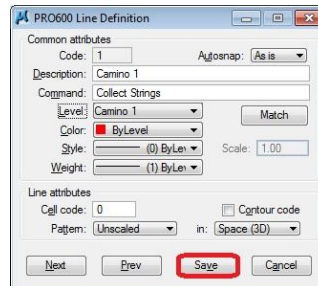 PRO600 Line Definition
Common attributes
Code: 1 Autosnap: As is
Description: Camino 1
Command: Collect Strings
Level: Camino 1 Match
Color: ByLevel
Style: (0) ByLev Scale: 1.00
Weight: (1) ByLev
Line attributes
Cell code: 0 Contour code
Pattern: Unscaled in: Space (3D)
Next Prev Save Cancel